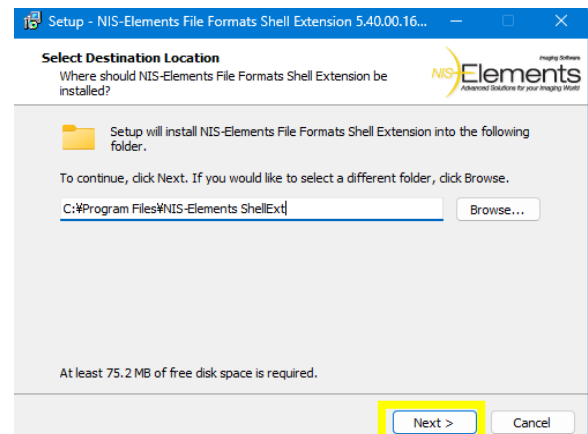 Setup - NIS-Elements File Formats Shell Extension 5.40.00.16...
Select Destination Location
Where should NIS-Elements File Formats Shell Extension be
installed?
Imaging Software
NIS Elements
Advanced Solutions for your Imaging World
Setup will install NIS-Elements File Formats Shell Extension into the following
folder.
To continue, click Next. If you would like to select a different folder, click Browse.
C:¥Program Files¥NIS-Elements ShellExt
Browse...
At least 75.2 MB of free disk space is required.
Next >
Cancel